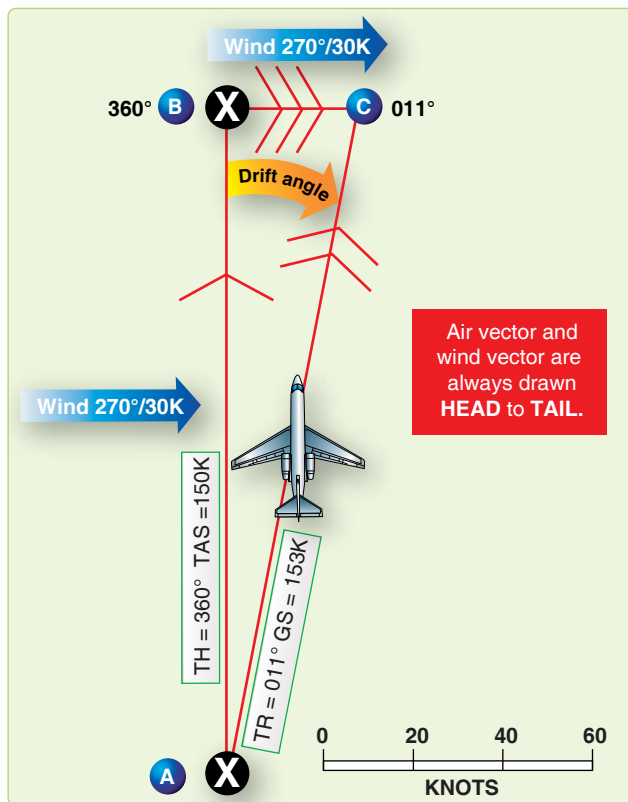 Wind 270°/30K
360° B X C 011°
Drift angle
Air vector and
wind vector are
always drawn
HEAD to TAIL.
Wind 270°/30K
TH = 360° TAS =150K
TR = 011° GS = 153K
A X
0 20 40 60
KNOTS